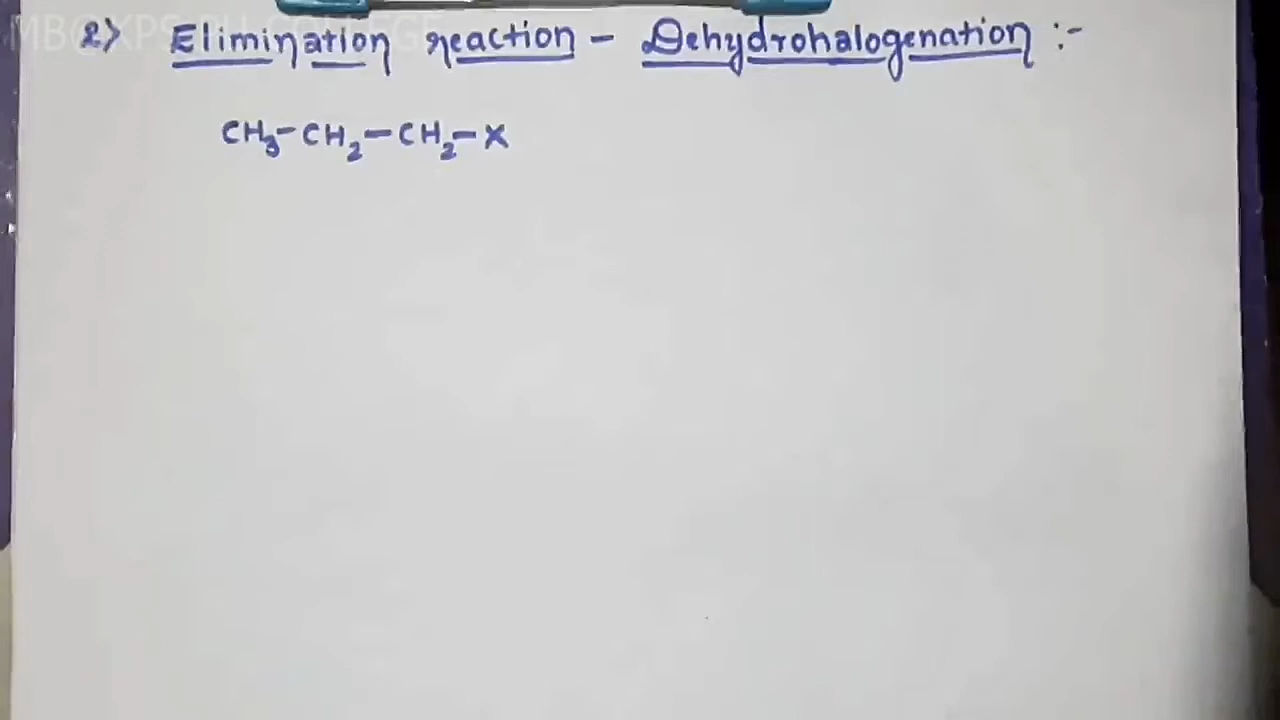 2) Elimination reaction - Dehydrohalogenation :-
CH₃-CH₂-CH₂-X